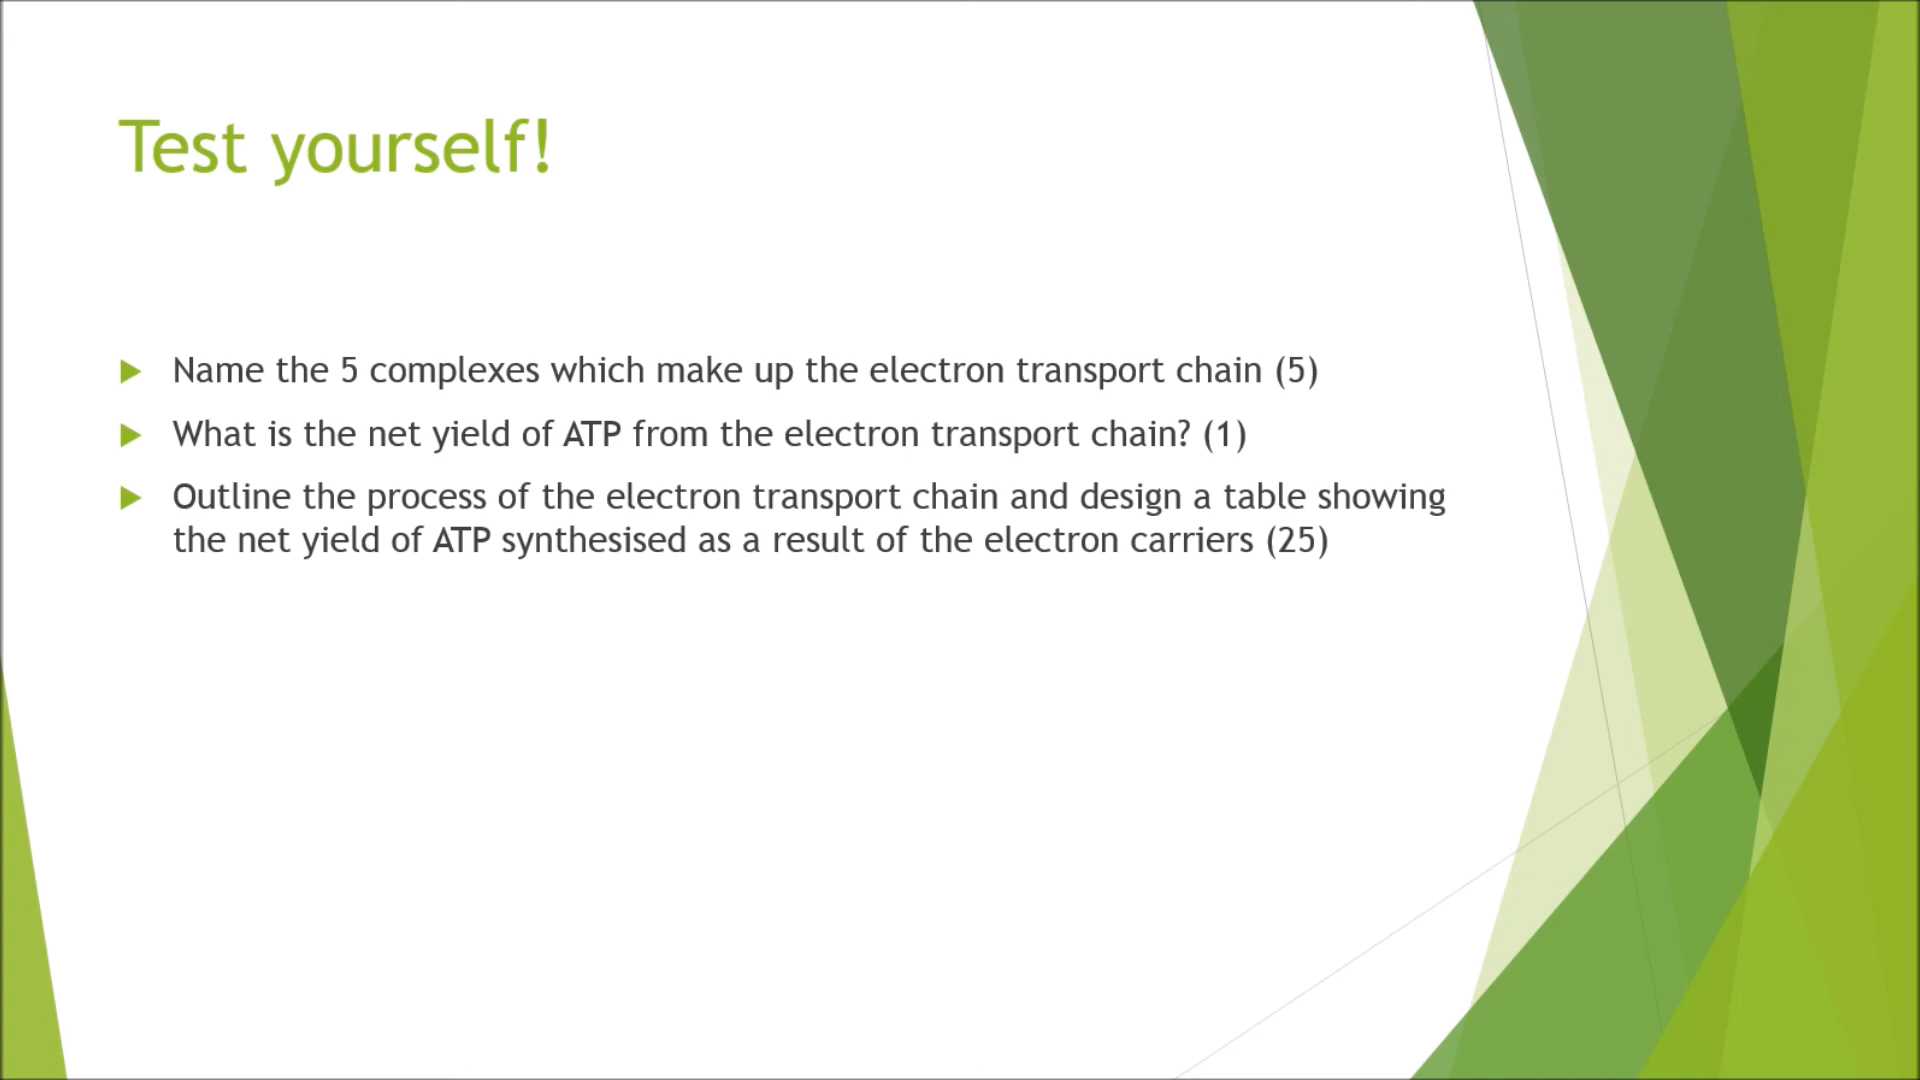 Test yourself!
Name the 5 complexes which make up the electron transport chain (5)
What is the net yield of ATP from the electron transport chain? (1)
Outline the process of the electron transport chain and design a table showing
the net yield of ATP synthesised as a result of the electron carriers (25)